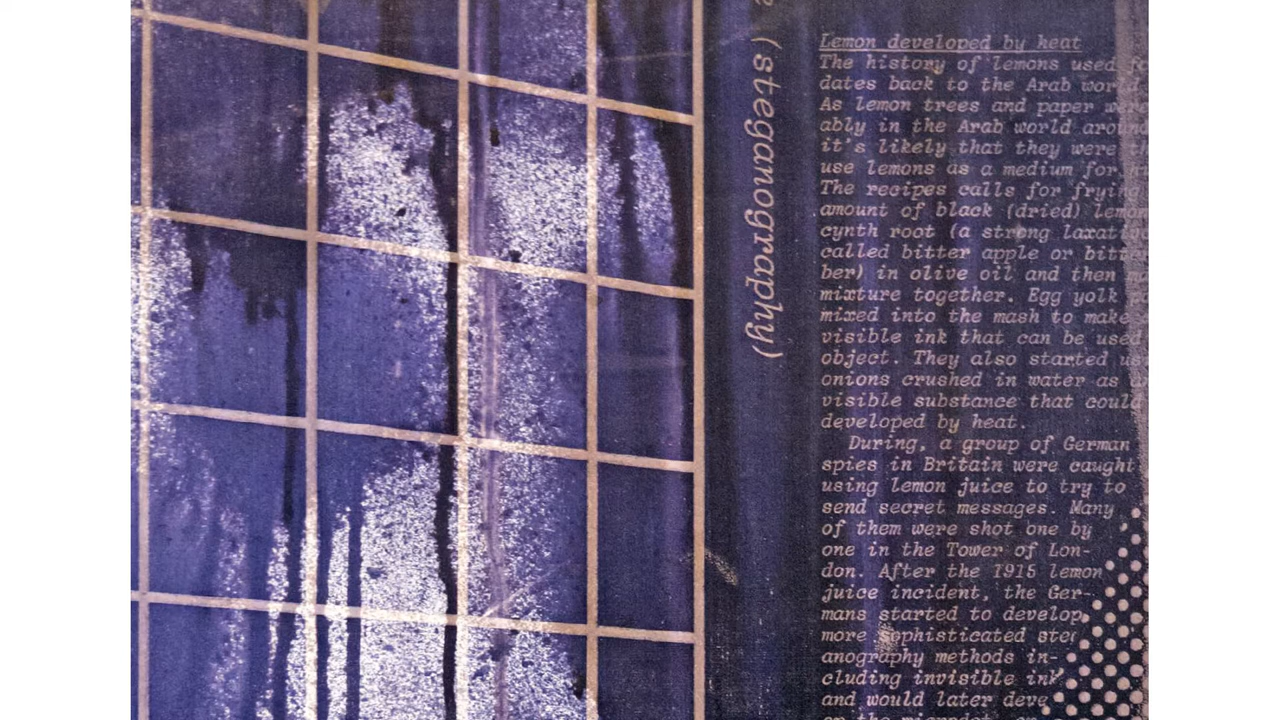 (steganography)
Lemon developed by heat
The history of lemons used
dates back to the Arab world
As lemon trees and paper were
ably in the Arab world around
it's likely that they were
use lemons as a medium for
The recipes calls for frying
amount of black (dried) lemon
cynth root (a strong laxative
called bitter apple or bitter
ber) in olive oil and then
mixture together. Egg yolk
mixed into the mash to make
visible ink that can be used
object. They also started
onions crushed in water as
visible substance that could
developed by heat.
During, a group of German
spies in Britain were caught
using lemon juice to try to
send secret messages. Many
of them were shot one by
one in the Tower of Lon-
don. After the 1915 lemon
juice incident, the Ger-
mans started to develop
more sophisticated steg
anography methods in-
cluding invisible ink
and would later deve